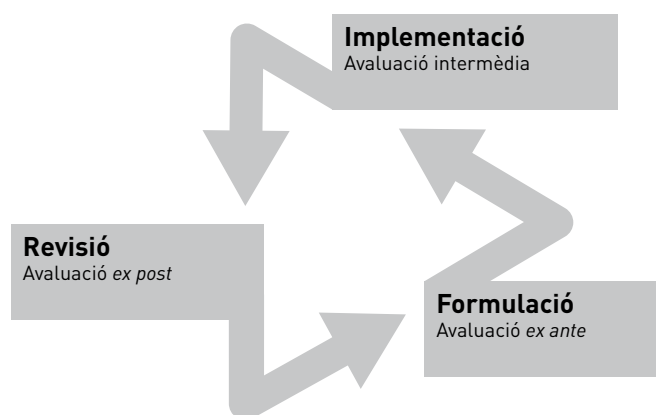 Implementació
Avaluació intermèdia
Revisió
Avaluació ex post
Formulació
Avaluació ex ante